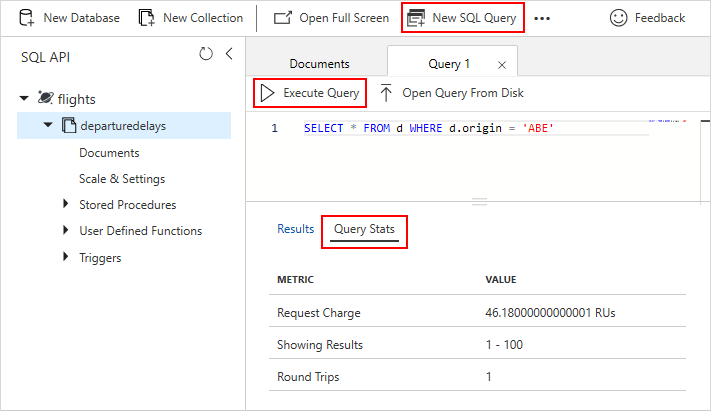 New Database New Collection Open Full Screen New SQL Query ... Feedback
SQL API
flights
departuredelays
Documents
Scale & Settings
Stored Procedures
User Defined Functions
Triggers
Documents Query 1
Execute Query Open Query From Disk
1 SELECT * FROM d WHERE d.origin = 'ABE'
Results Query Stats
METRIC VALUE
Request Charge 46.18000000000001 RUs
Showing Results 1 - 100
Round Trips 1